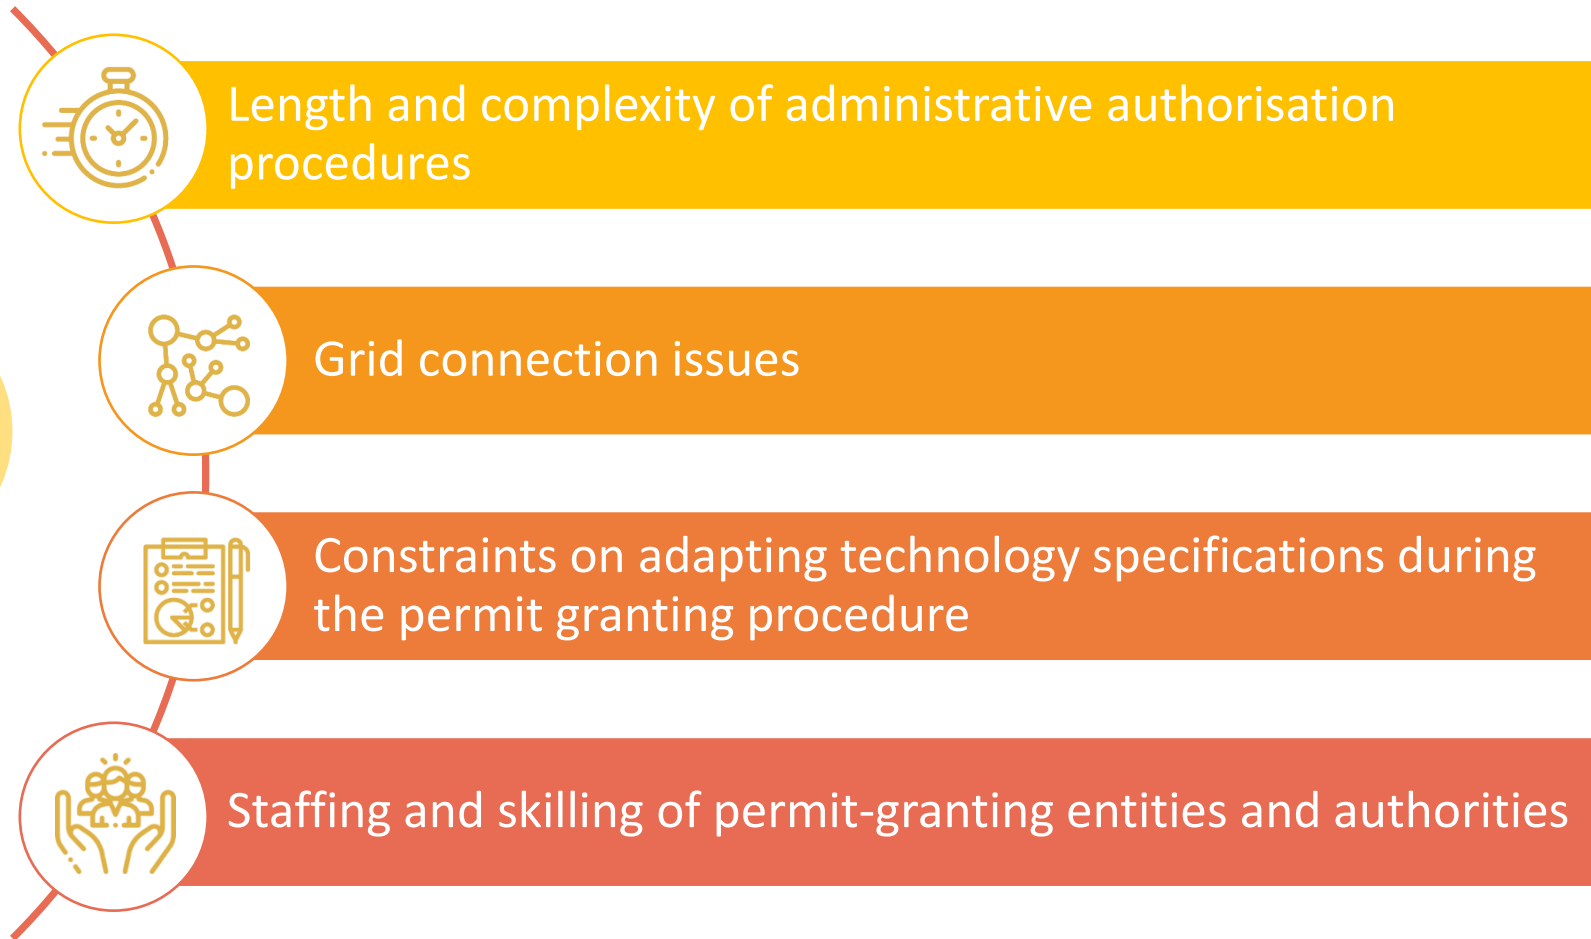 Length and complexity of administrative authorisation
procedures
Grid connection issues
Constraints on adapting technology specifications during
the permit granting procedure
Staffing and skilling of permit-granting entities and authorities